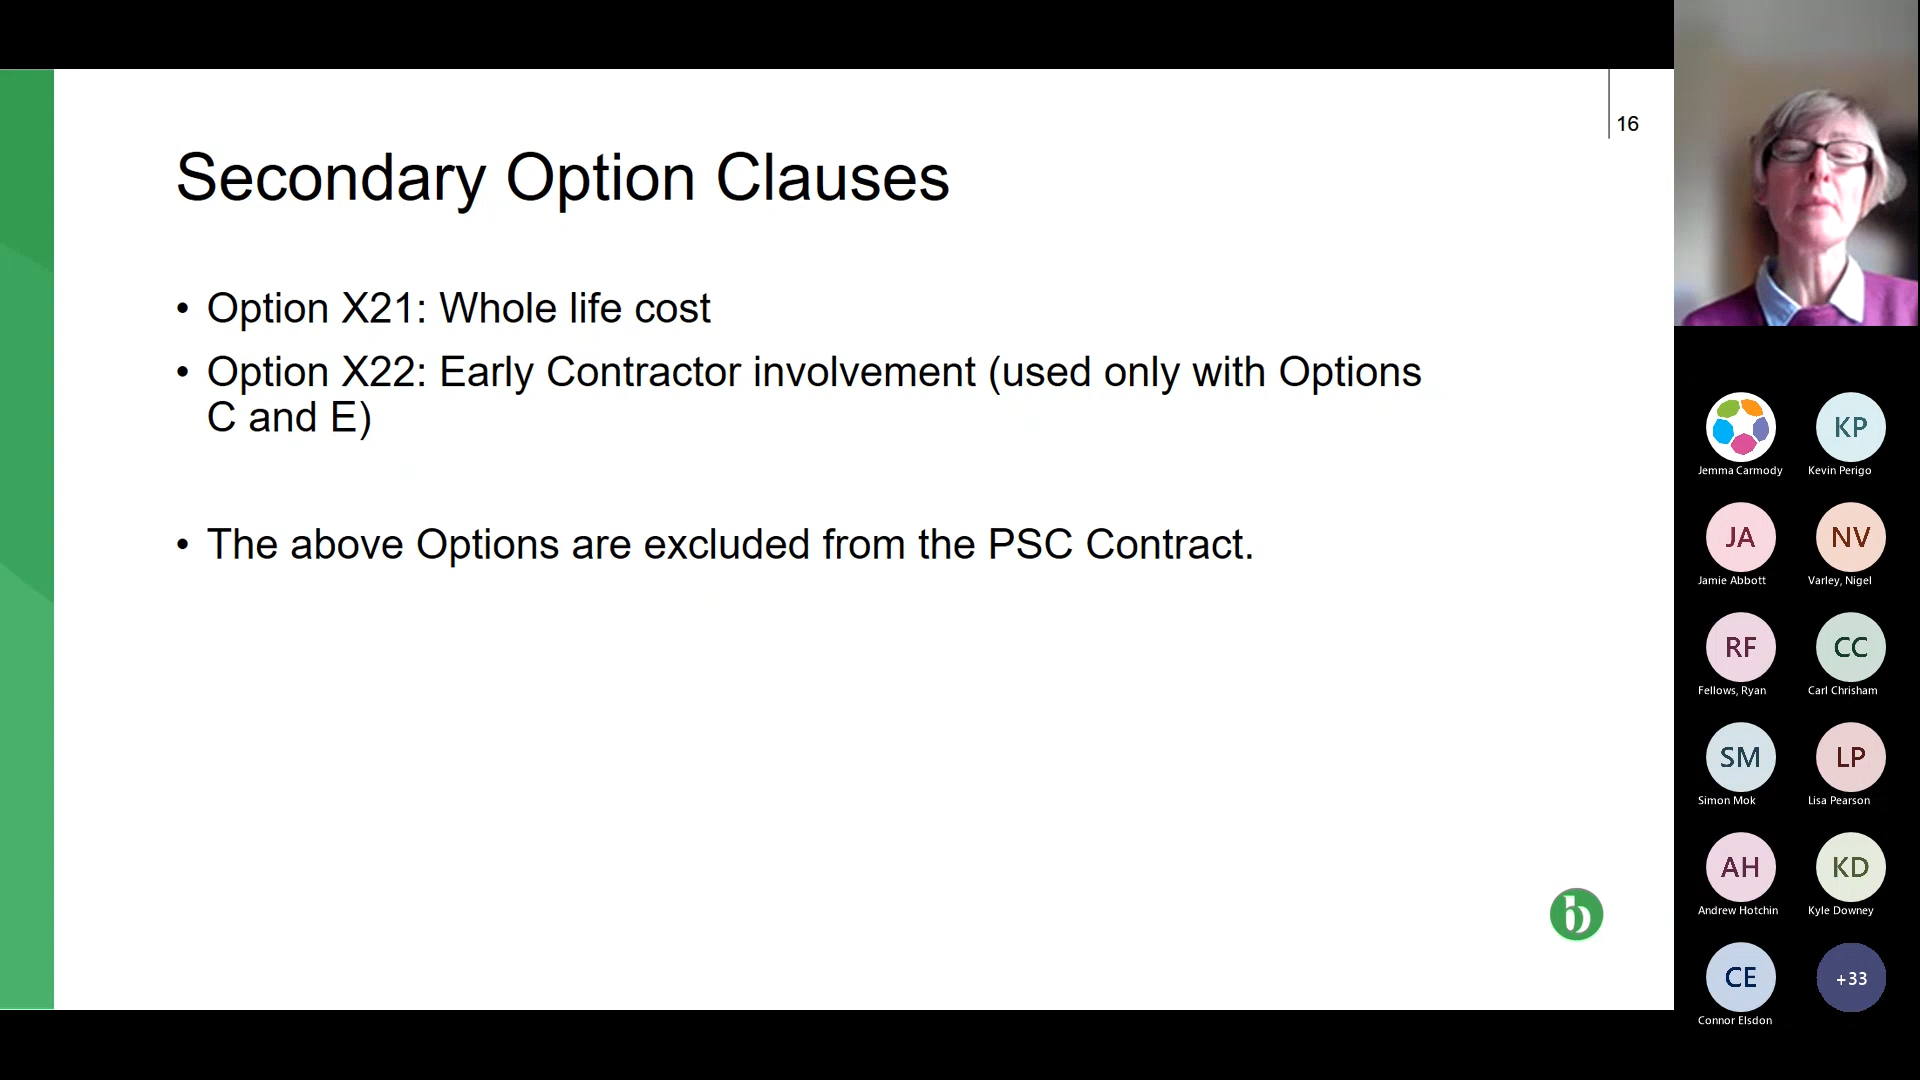 16
Secondary Option Clauses
• Option X21: Whole life cost
• Option X22: Early Contractor involvement (used only with Options
C and E)
• The above Options are excluded from the PSC Contract.
b
Jemma Carmody
KP
Kevin Perigo
JA
Jamie Abbott
NV
Varley, Nigel
RF
Fellows, Ryan
CC
Carl Chrisham
SM
Simon Mok
LP
Lisa Pearson
AH
Andrew Hotchin
KD
Kyle Downey
CE
Connor Elsdon
+33